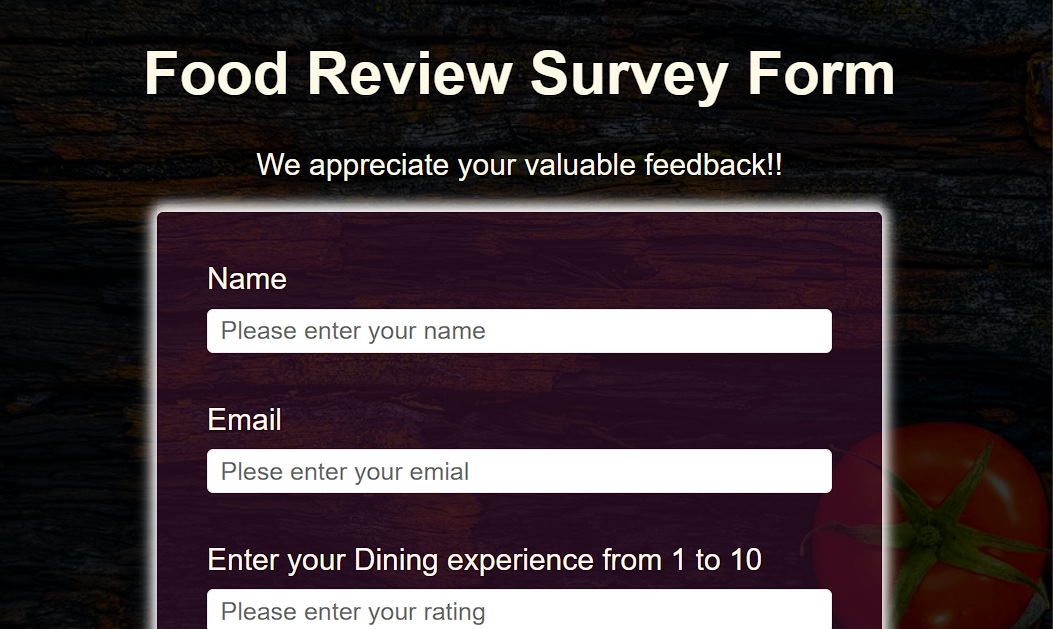 Food Review Survey Form
We appreciate your valuable feedback!!
Name
Please enter your name
Email
Plese enter your emial
Enter your Dining experience from 1 to 10
Please enter your rating